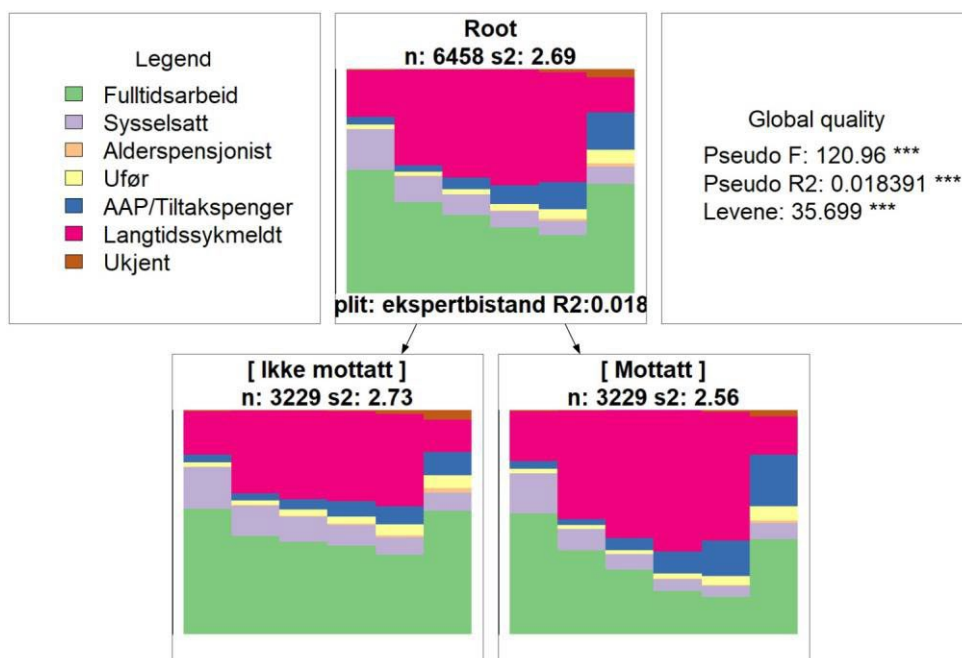 Legend
Fulltidsarbeid
Sysselsatt
Alderspensjonist
Ufør
AAP/Tiltakspenger
Langtidssykmeldt
Ukjent
Root
n: 6458 s2: 2.69
plit: ekspertbistand R2:0.018
Global quality
Pseudo F: 120.96 ***
Pseudo R2: 0.018391 ***
Levene: 35.699 ***
[ Ikke mottatt ]
n: 3229 s2: 2.73
[ Mottatt ]
n: 3229 s2: 2.56